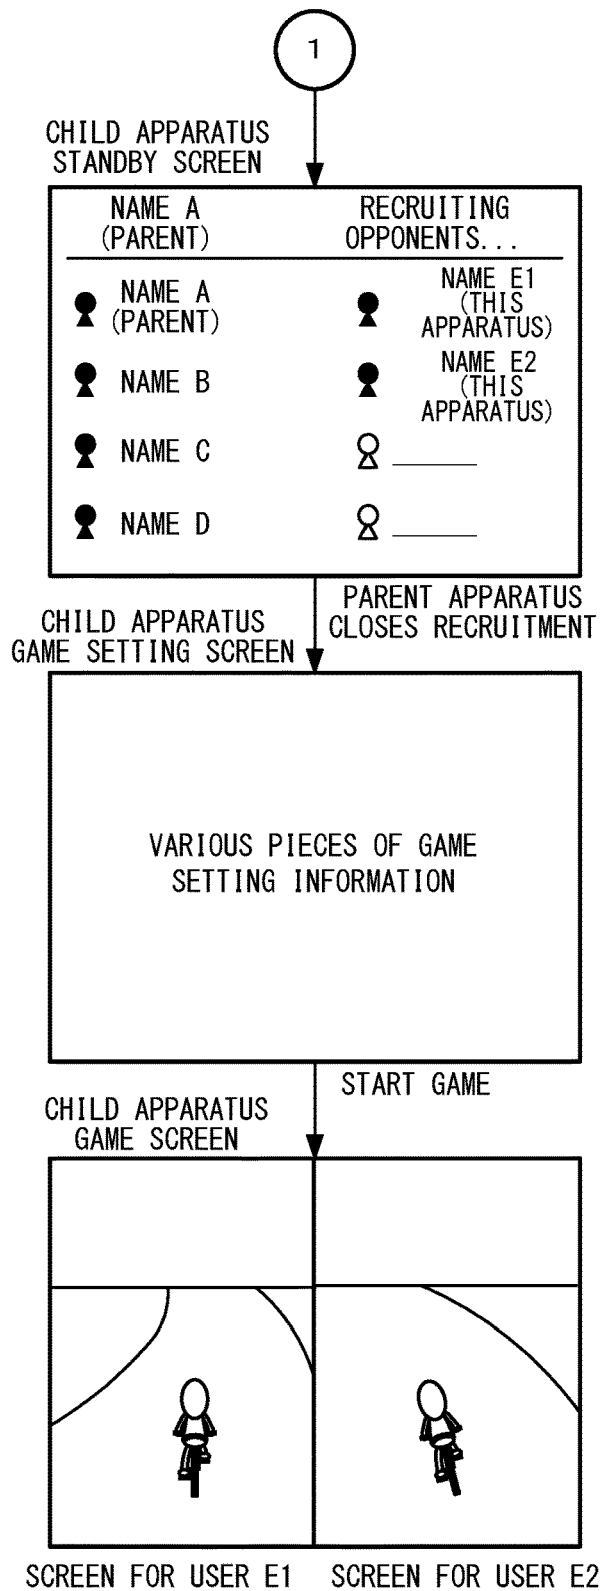 1
CHILD APPARATUS
STANDBY SCREEN
NAME A
(PARENT)
RECRUITING
OPPONENTS...
NAME A
(PARENT)
NAME E1
(THIS
APPARATUS)
NAME B
NAME E2
(THIS
APPARATUS)
NAME C
NAME D
PARENT APPARATUS
CLOSES RECRUITMENT
CHILD APPARATUS
GAME SETTING SCREEN
VARIOUS PIECES OF GAME
SETTING INFORMATION
START GAME
CHILD APPARATUS
GAME SCREEN
SCREEN FOR USER E1
SCREEN FOR USER E2